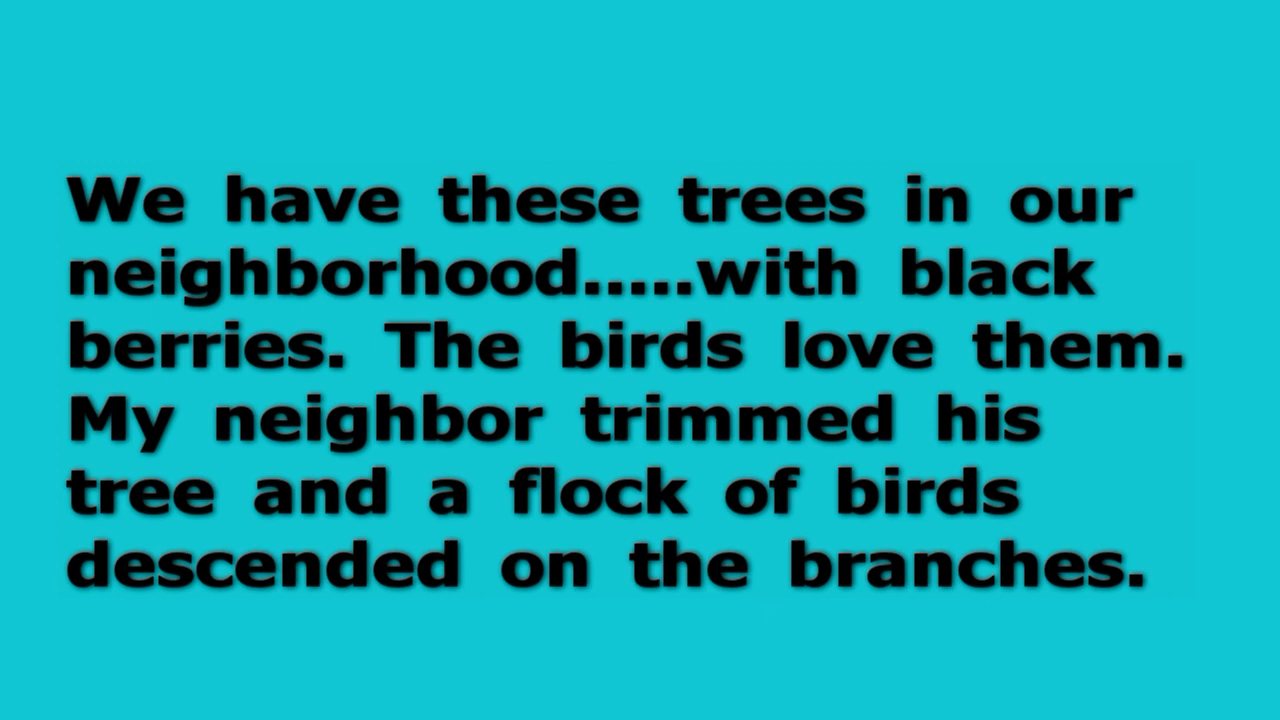 We have these trees in our
neighborhood.....with black
berries. The birds love them.
My neighbor trimmed his
tree and a flock of birds
descended on the branches.